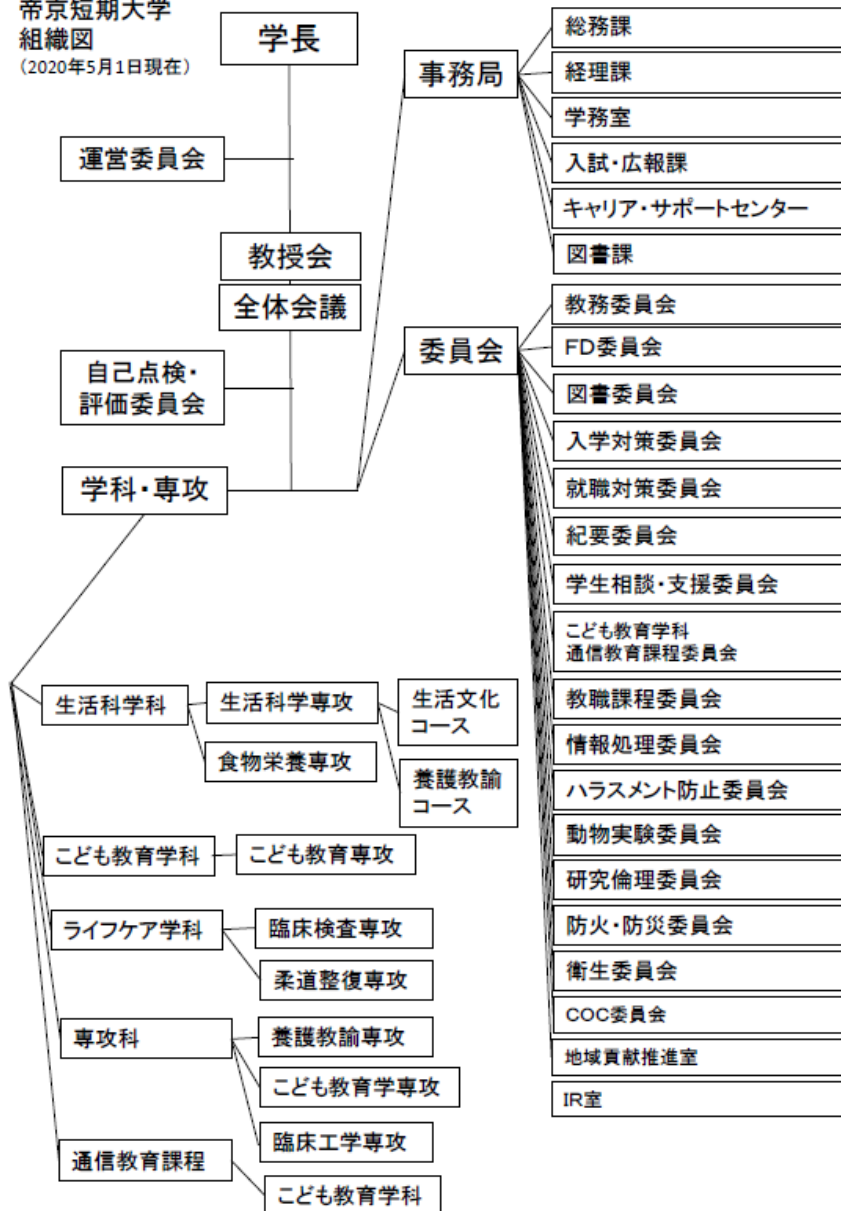 帝京短期大学
組織図
（2020年5月1日現在）
学長
運営委員会
教授会
全体会議
自己点検・
評価委員会
学科・専攻
事務局
総務課
経理課
学務室
入試・広報課
キャリア・サポートセンター
図書課
委員会
教務委員会
FD委員会
図書委員会
入学対策委員会
就職対策委員会
紀要委員会
学生相談・支援委員会
こども教育学科
通信教育課程委員会
教職課程委員会
情報処理委員会
ハラスメント防止委員会
動物実験委員会
研究倫理委員会
防火・防災委員会
衛生委員会
COC委員会
地域貢献推進室
IR室
生活科学科
生活科学専攻
生活文化
コース
養護教諭
コース
食物栄養専攻
こども教育学科
こども教育専攻
ライフケア学科
臨床検査専攻
柔道整復専攻
専攻科
養護教諭専攻
こども教育学専攻
臨床工学専攻
通信教育課程
こども教育学科